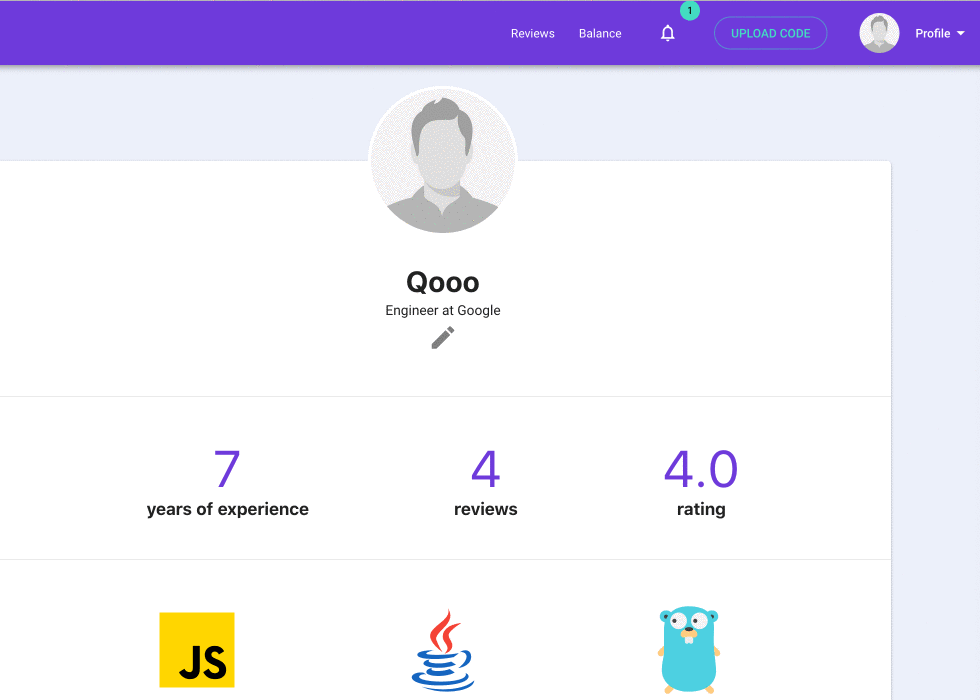 1
Reviews Balance UPLOAD CODE Profile
Qooo
Engineer at Google
7 4 4.0
years of experience reviews rating
JS